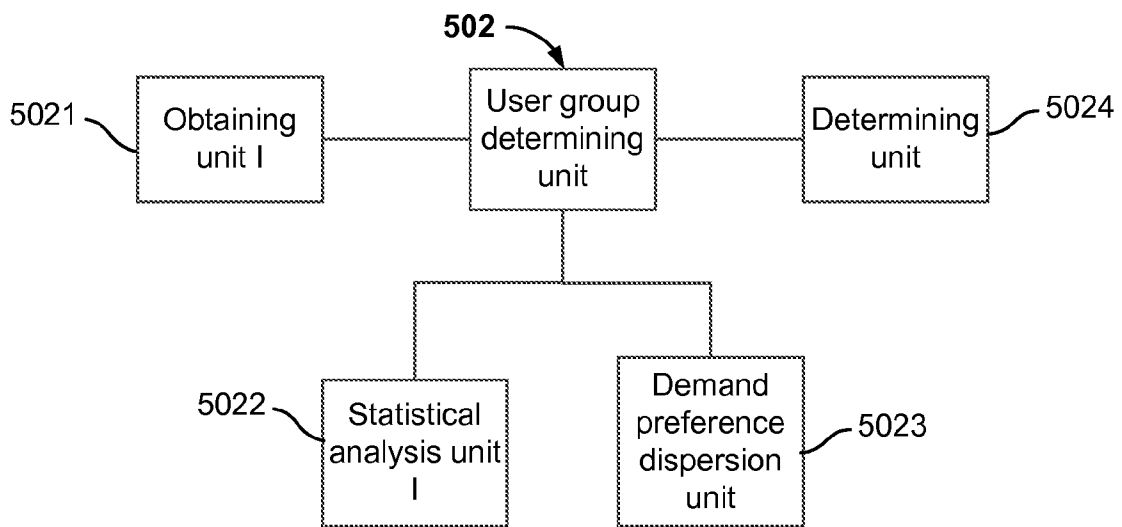 502
5021
Obtaining
unit I
User group
determining
unit
Determining
unit
5024
5022
Statistical
analysis unit
I
Demand
preference
dispersion
unit
5023